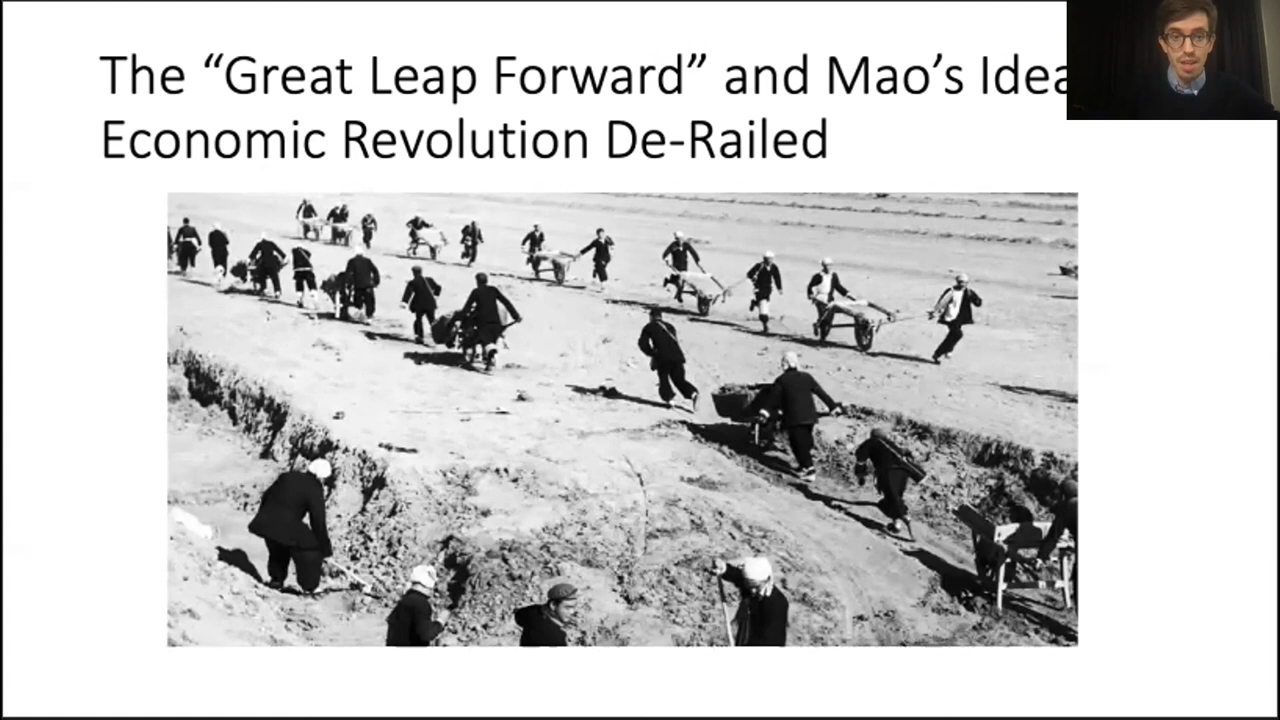 The “Great Leap Forward” and Mao’s Idea
Economic Revolution De-Railed